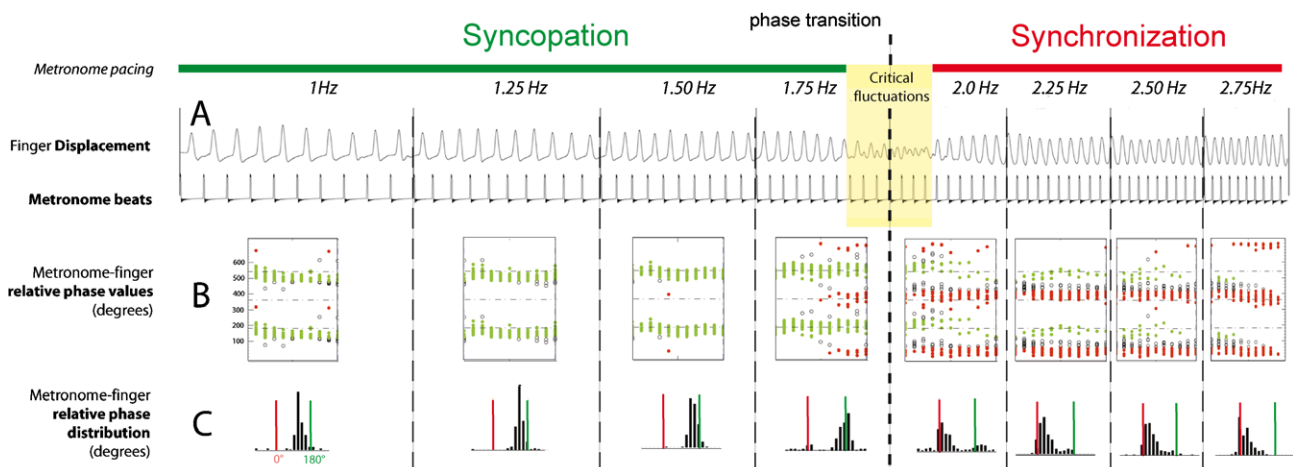 phase transition
Syncopation
Synchronization
Metronome pacing
1Hz
1.25 Hz
1.50 Hz
1.75 Hz
Critical
fluctuations
2.0 Hz
2.25 Hz
2.50 Hz
2.75Hz
A
Finger Displacement
Metronome beats
Metronome-finger
relative phase values
(degrees)
B
600
500
400
300
200
100
Metronome-finger
relative phase
distribution
(degrees)
C
0°
180°